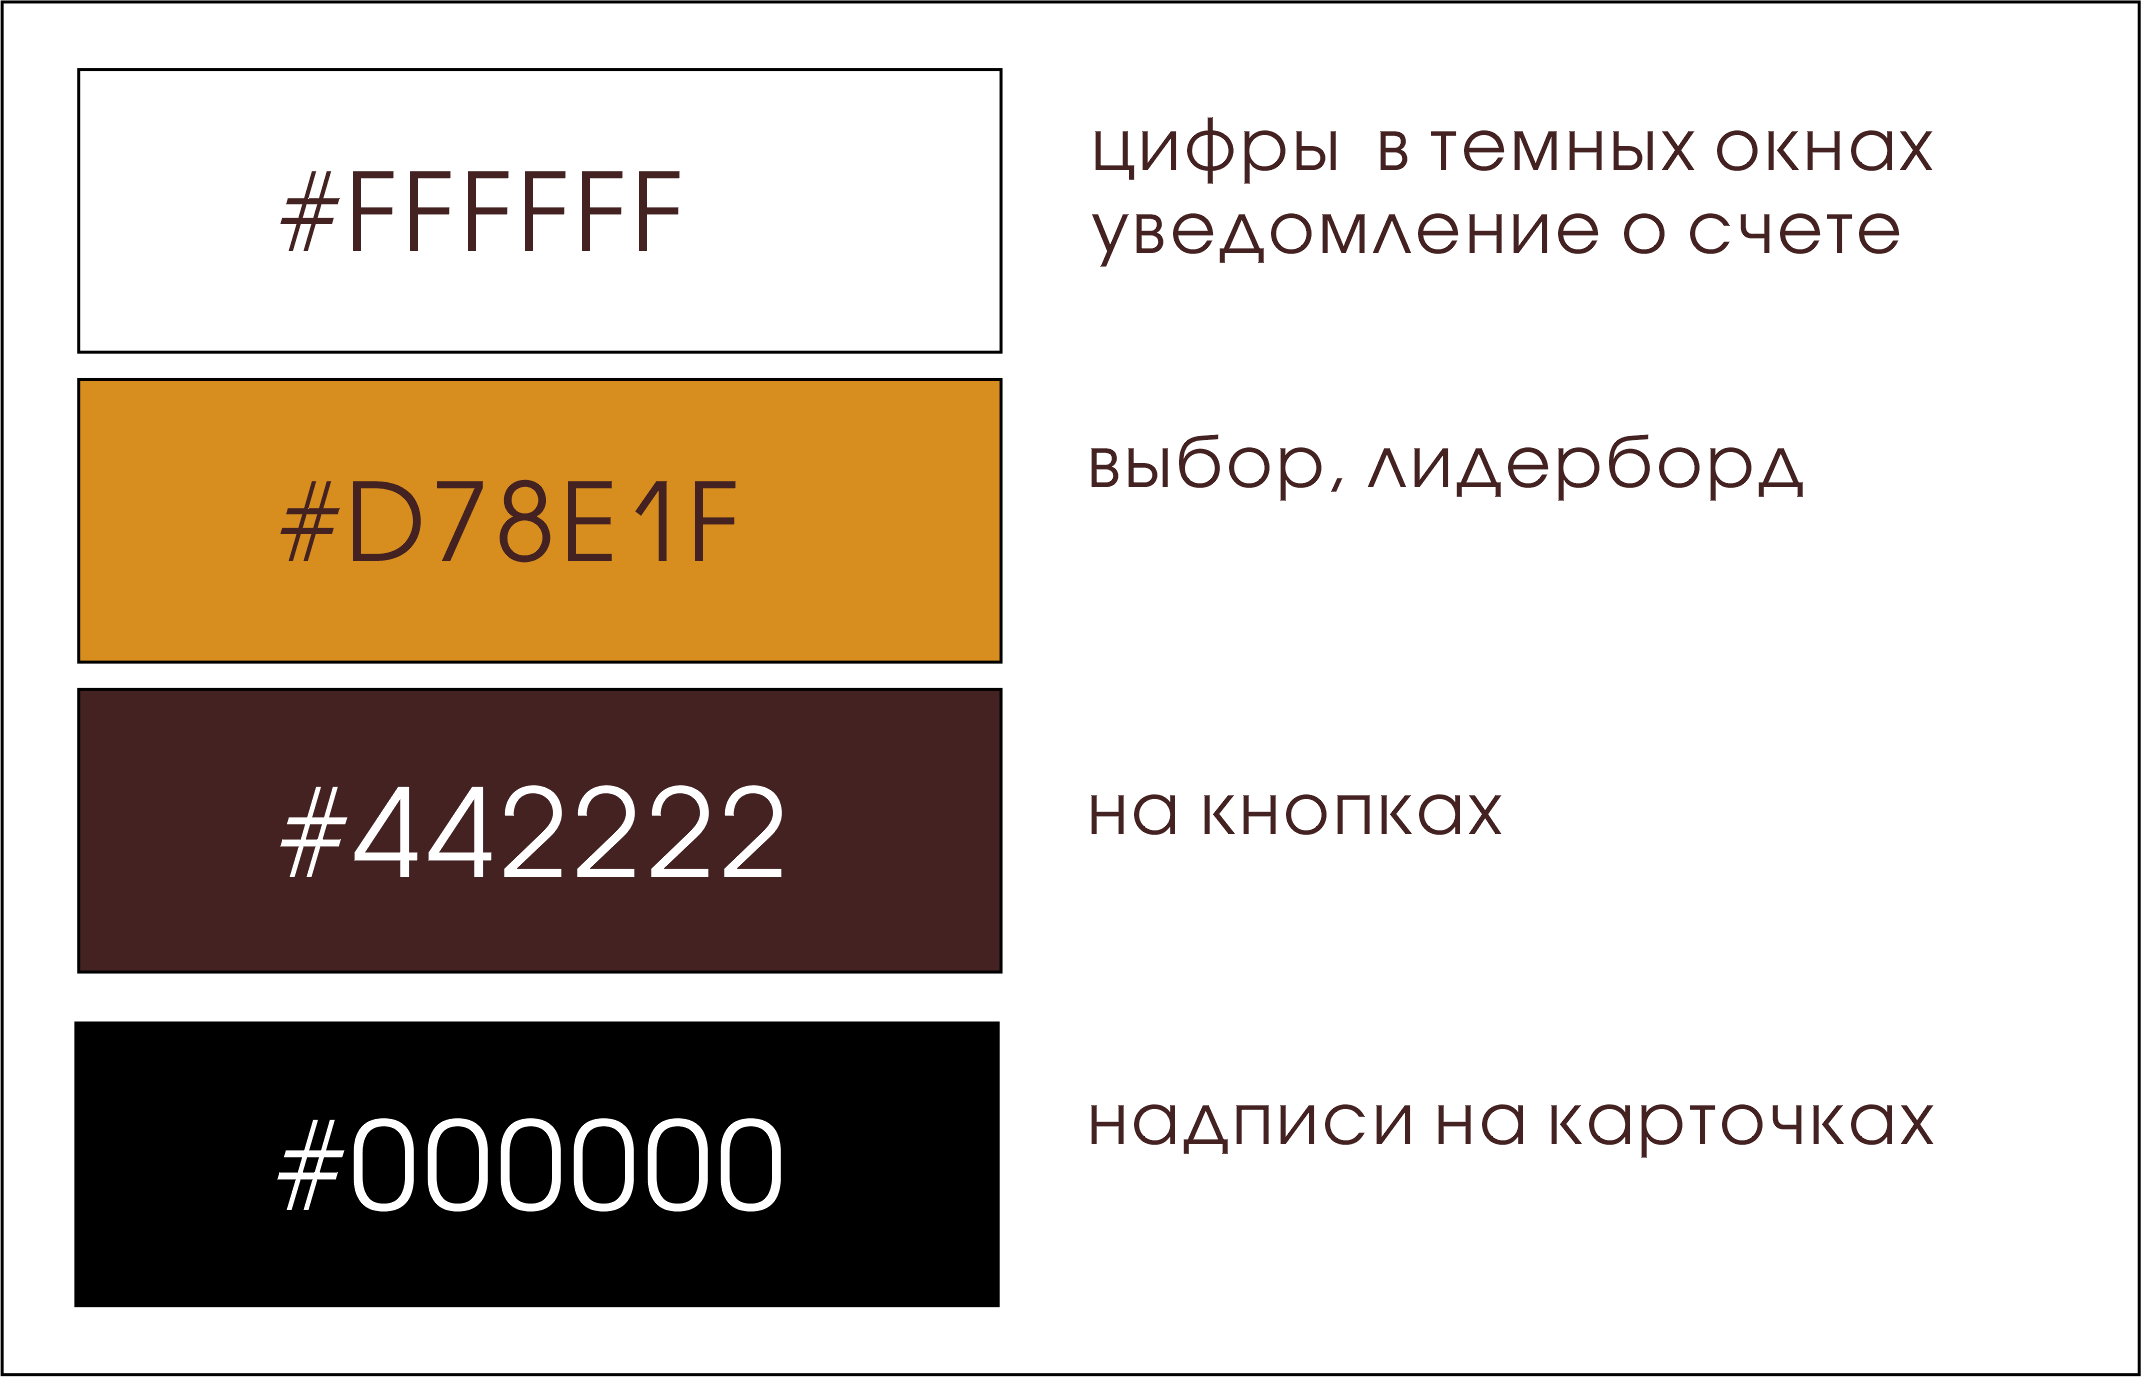 #FFFFFF
цифры в темных окнах
уведомление о счете
#D78E1F
выбор, лидерборд
#442222
на кнопках
#000000
надписи на карточках